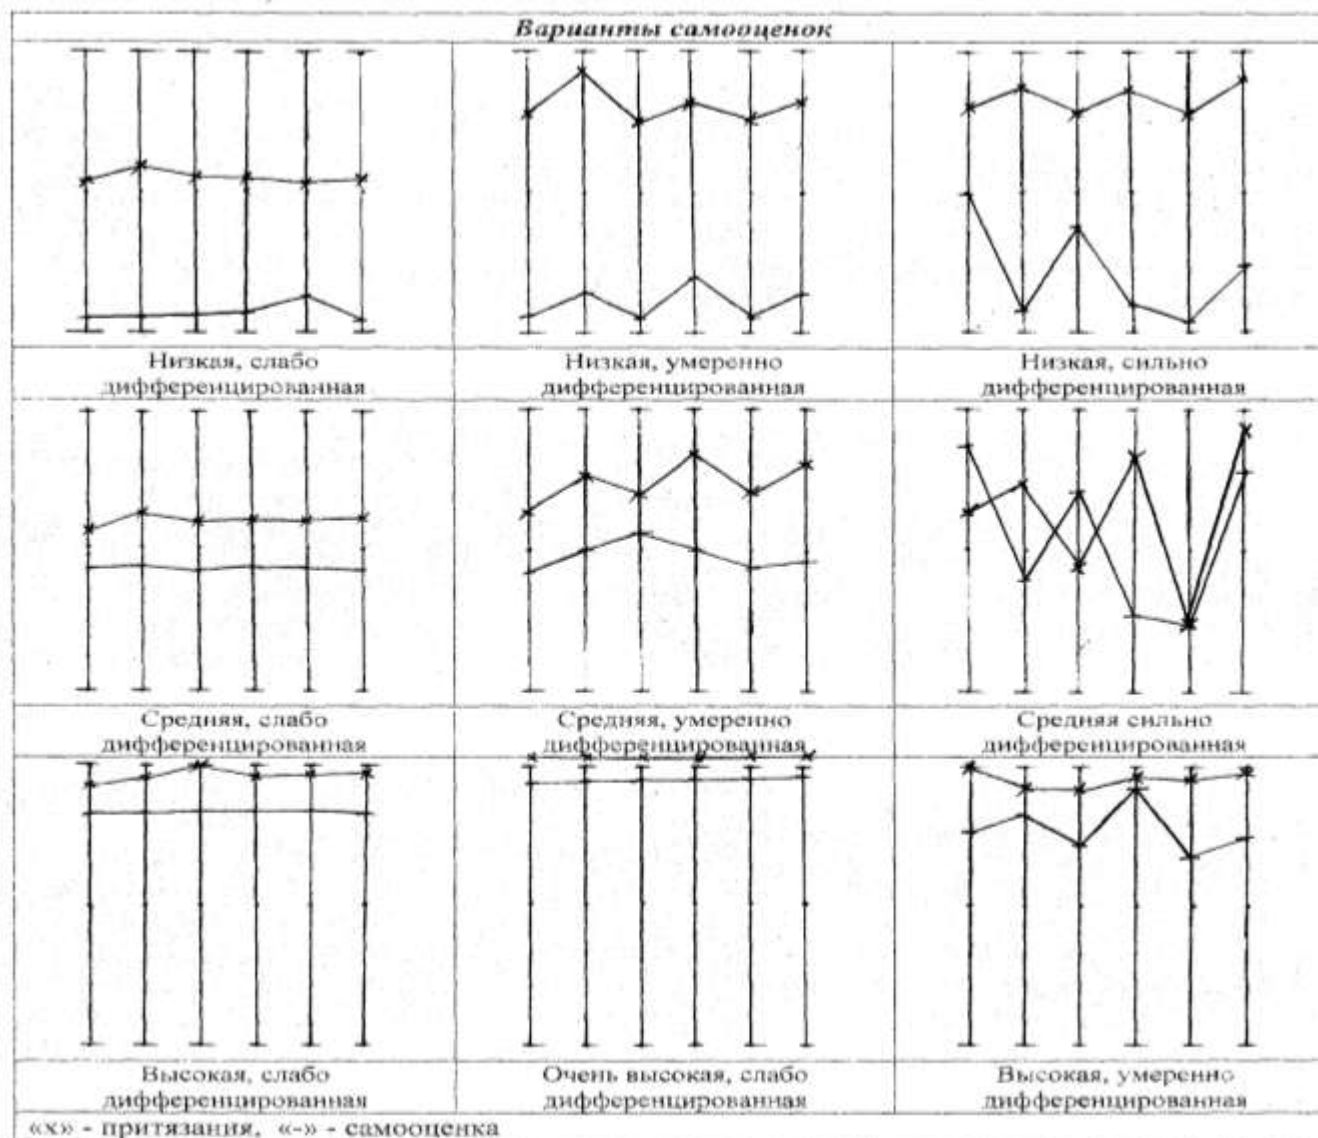 Варианты самооценок
Низкая, слабо
дифференцированная
Низкая, умеренно
дифференцированная
Низкая, сильно
дифференцированная
Средняя, слабо
дифференцированная
Средняя, умеренно
дифференцированная
Средняя сильно
дифференцированная
Высокая, слабо
дифференцированная
Очень высокая, слабо
дифференцированная
Высокая, умеренно
дифференцированная
«х» - притязания, «-» - самооценка